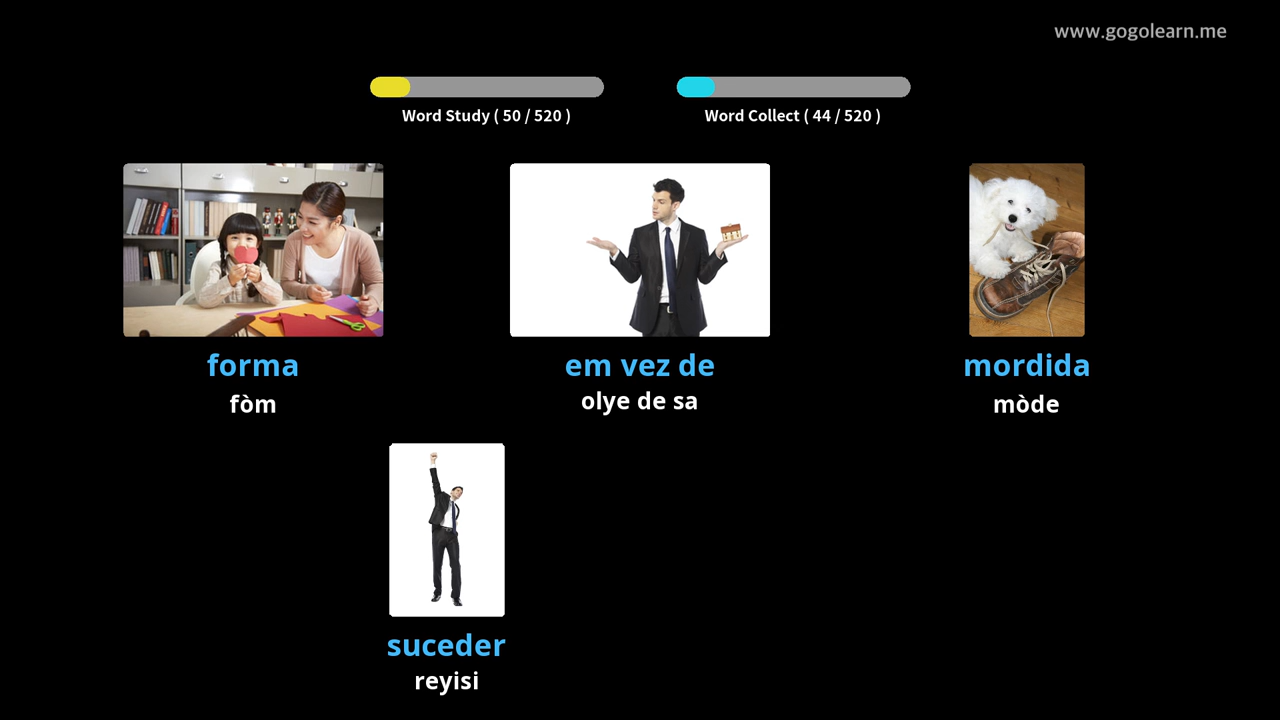 www.gogolearn.me
Word Study ( 50 / 520 )
Word Collect ( 44 / 520 )
forma
fòm
em vez de
olye de sa
mordida
mòde
suceder
reyisi